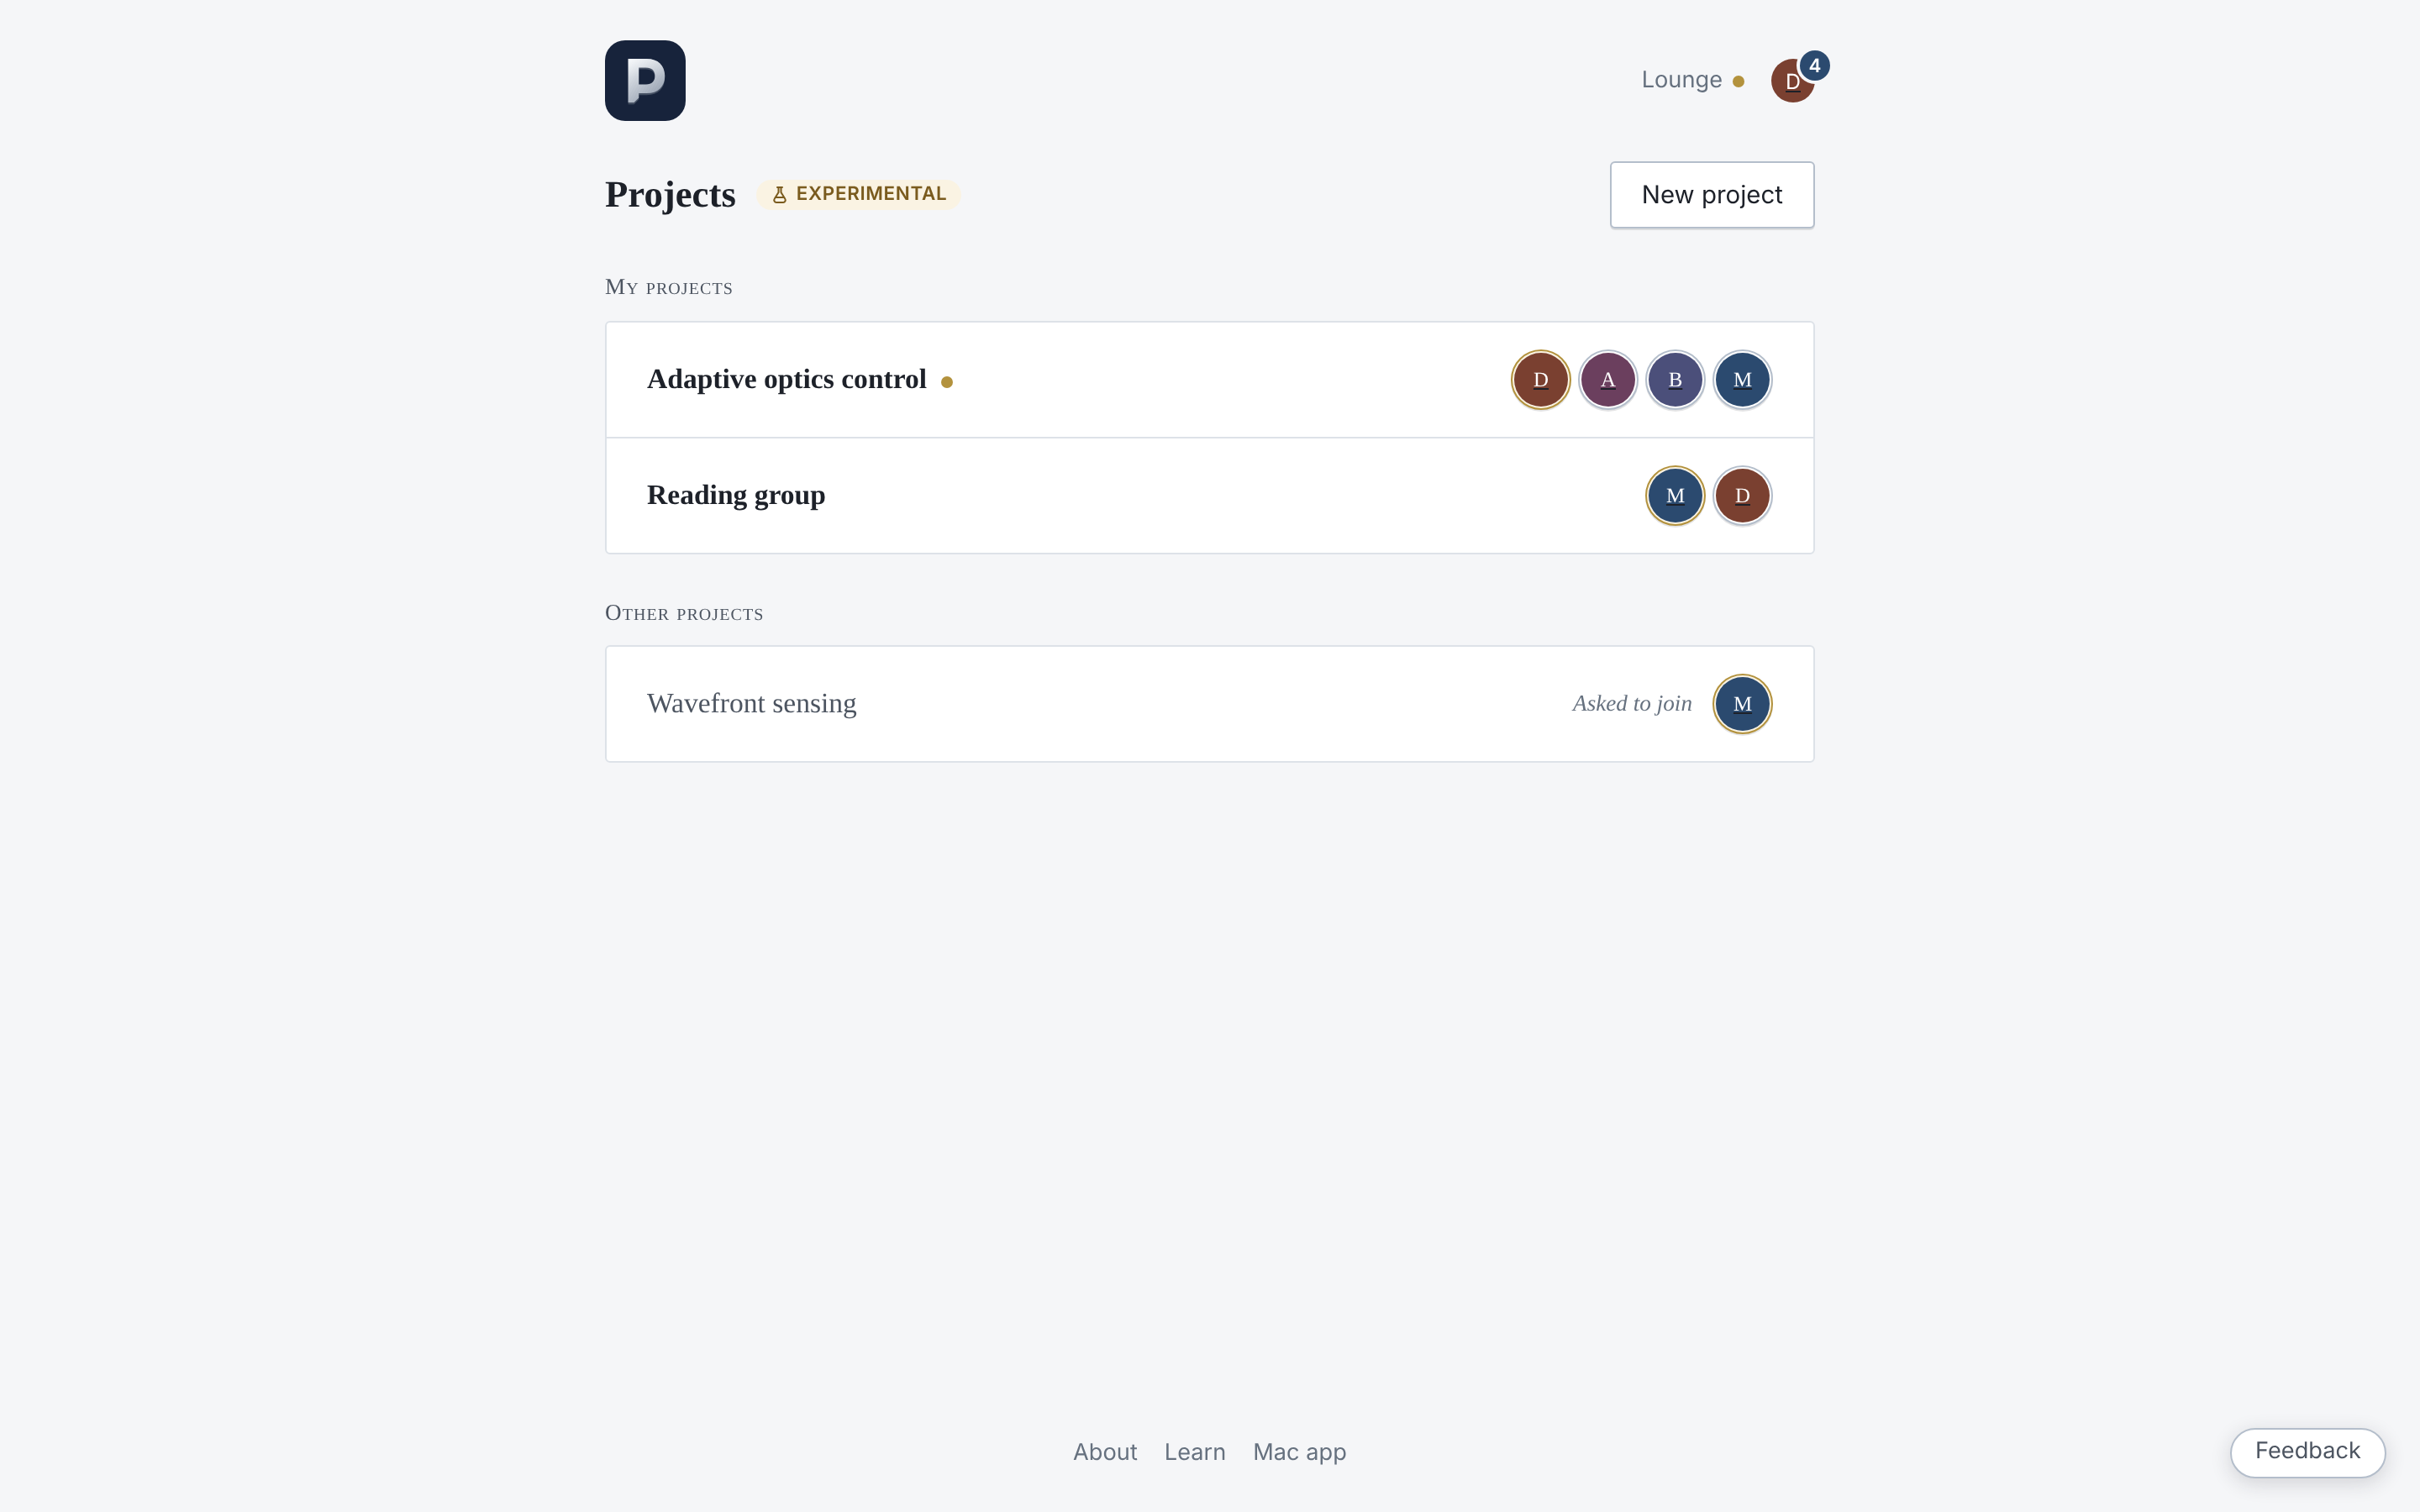 P
Lounge D 4
Projects EXPERIMENTAL New project
My projects
Adaptive optics control D A B M
Reading group M D
Other projects
Wavefront sensing Asked to join M
About Learn Mac app
Feedback